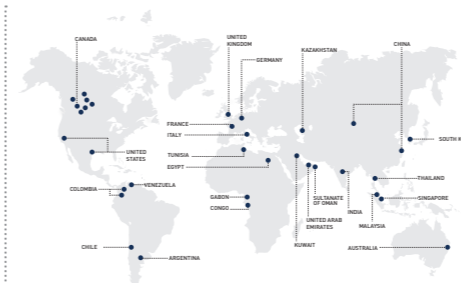 CANADA
UNITED
KINGDOM
GERMANY
KAZAKHSTAN
CHINA
FRANCE
ITALY
SOUTH K
UNITED
STATES
TUNISIA
EGYPT
THAILAND
COLOMBIA
VENEZUELA
GABON
CONGO
SULTANATE
OF OMAN
INDIA
SINGAPORE
UNITED ARAB
EMIRATES
MALAYSIA
KUWAIT
CHILE
AUSTRALIA
ARGENTINA